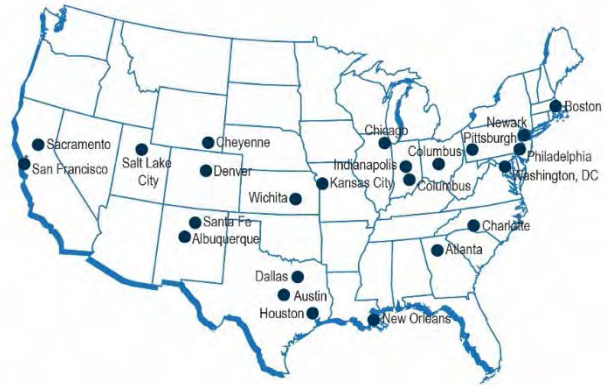 Boston
Newark
Chicago
Pittsburgh
Sacramento
Cheyenne
Columbus
Philadelphia
San Francisco
Salt Lake
City
Denver
Indianapolis
Kansas City
Columbus
Washington, DC
Wichita
Santa Fe
Albuquerque
Charlotte
Atlanta
Dallas
Austin
Houston
New Orleans